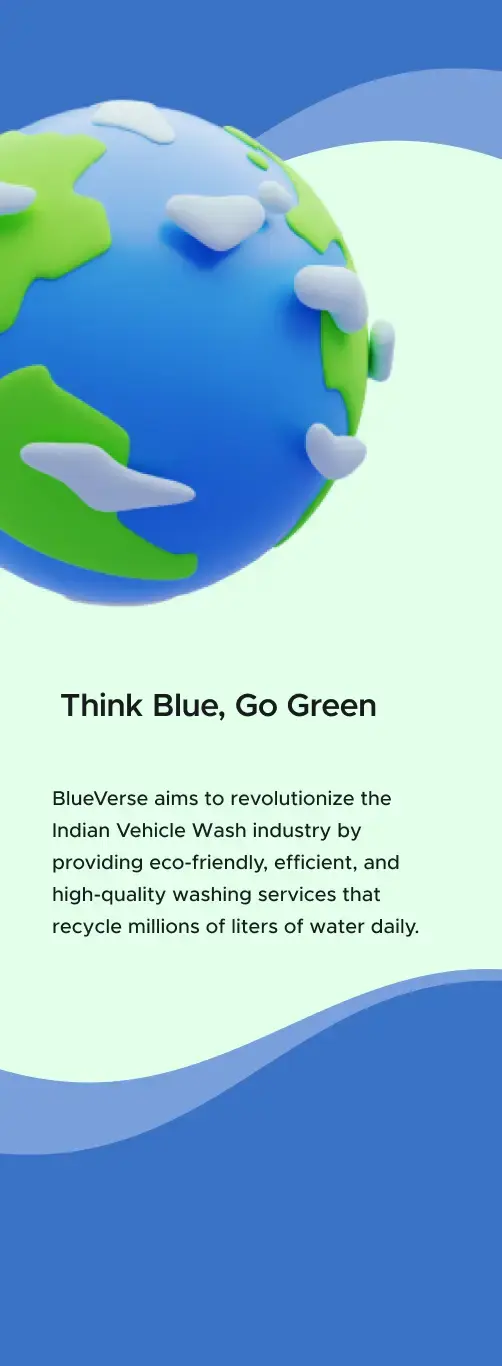 Think Blue, Go Green
BlueVerse aims to revolutionize the
Indian Vehicle Wash industry by
providing eco-friendly, efficient, and
high-quality washing services that
recycle millions of liters of water daily.